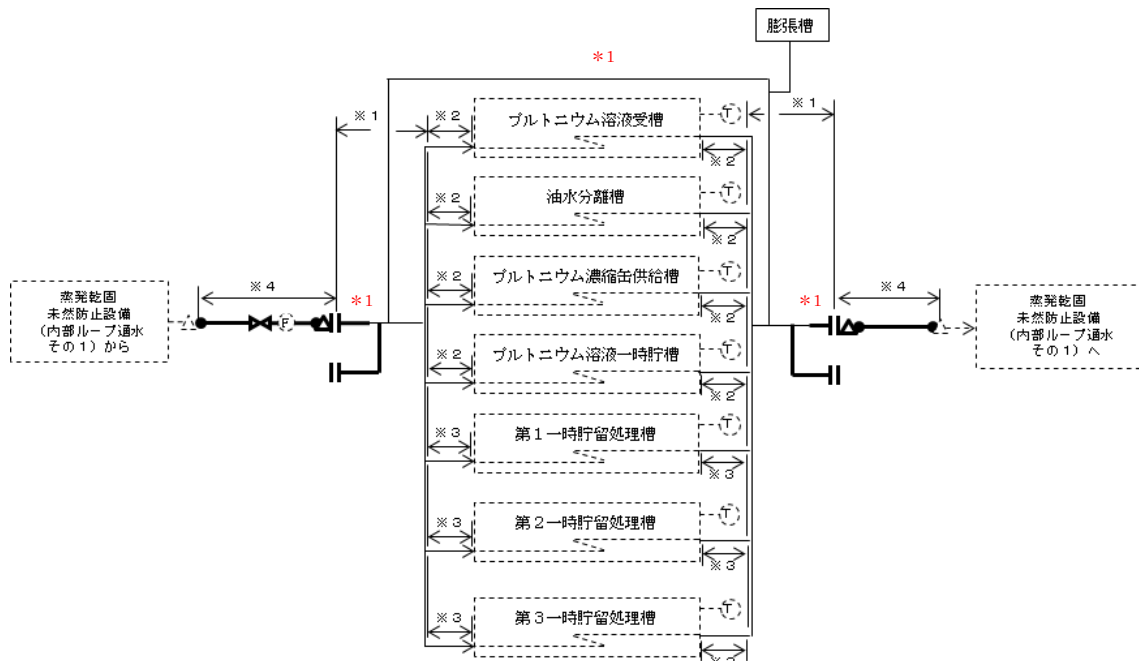 膨張槽
＊1
※1
※2
プルトニウム溶液受槽
T
※1
※2
※2
油水分離槽
T
※2
※2
プルトニウム濃縮缶供給槽
T
※2
蒸発乾固
未然防止設備
（内部ループ通水
その1）から
※4
F
＊1
＊1
※4
蒸発乾固
未然防止設備
（内部ループ通水
その1）へ
※2
プルトニウム溶液一時貯槽
T
※2
※3
第1一時貯留処理槽
T
※3
※3
第2一時貯留処理槽
T
※3
※3
第3一時貯留処理槽
T